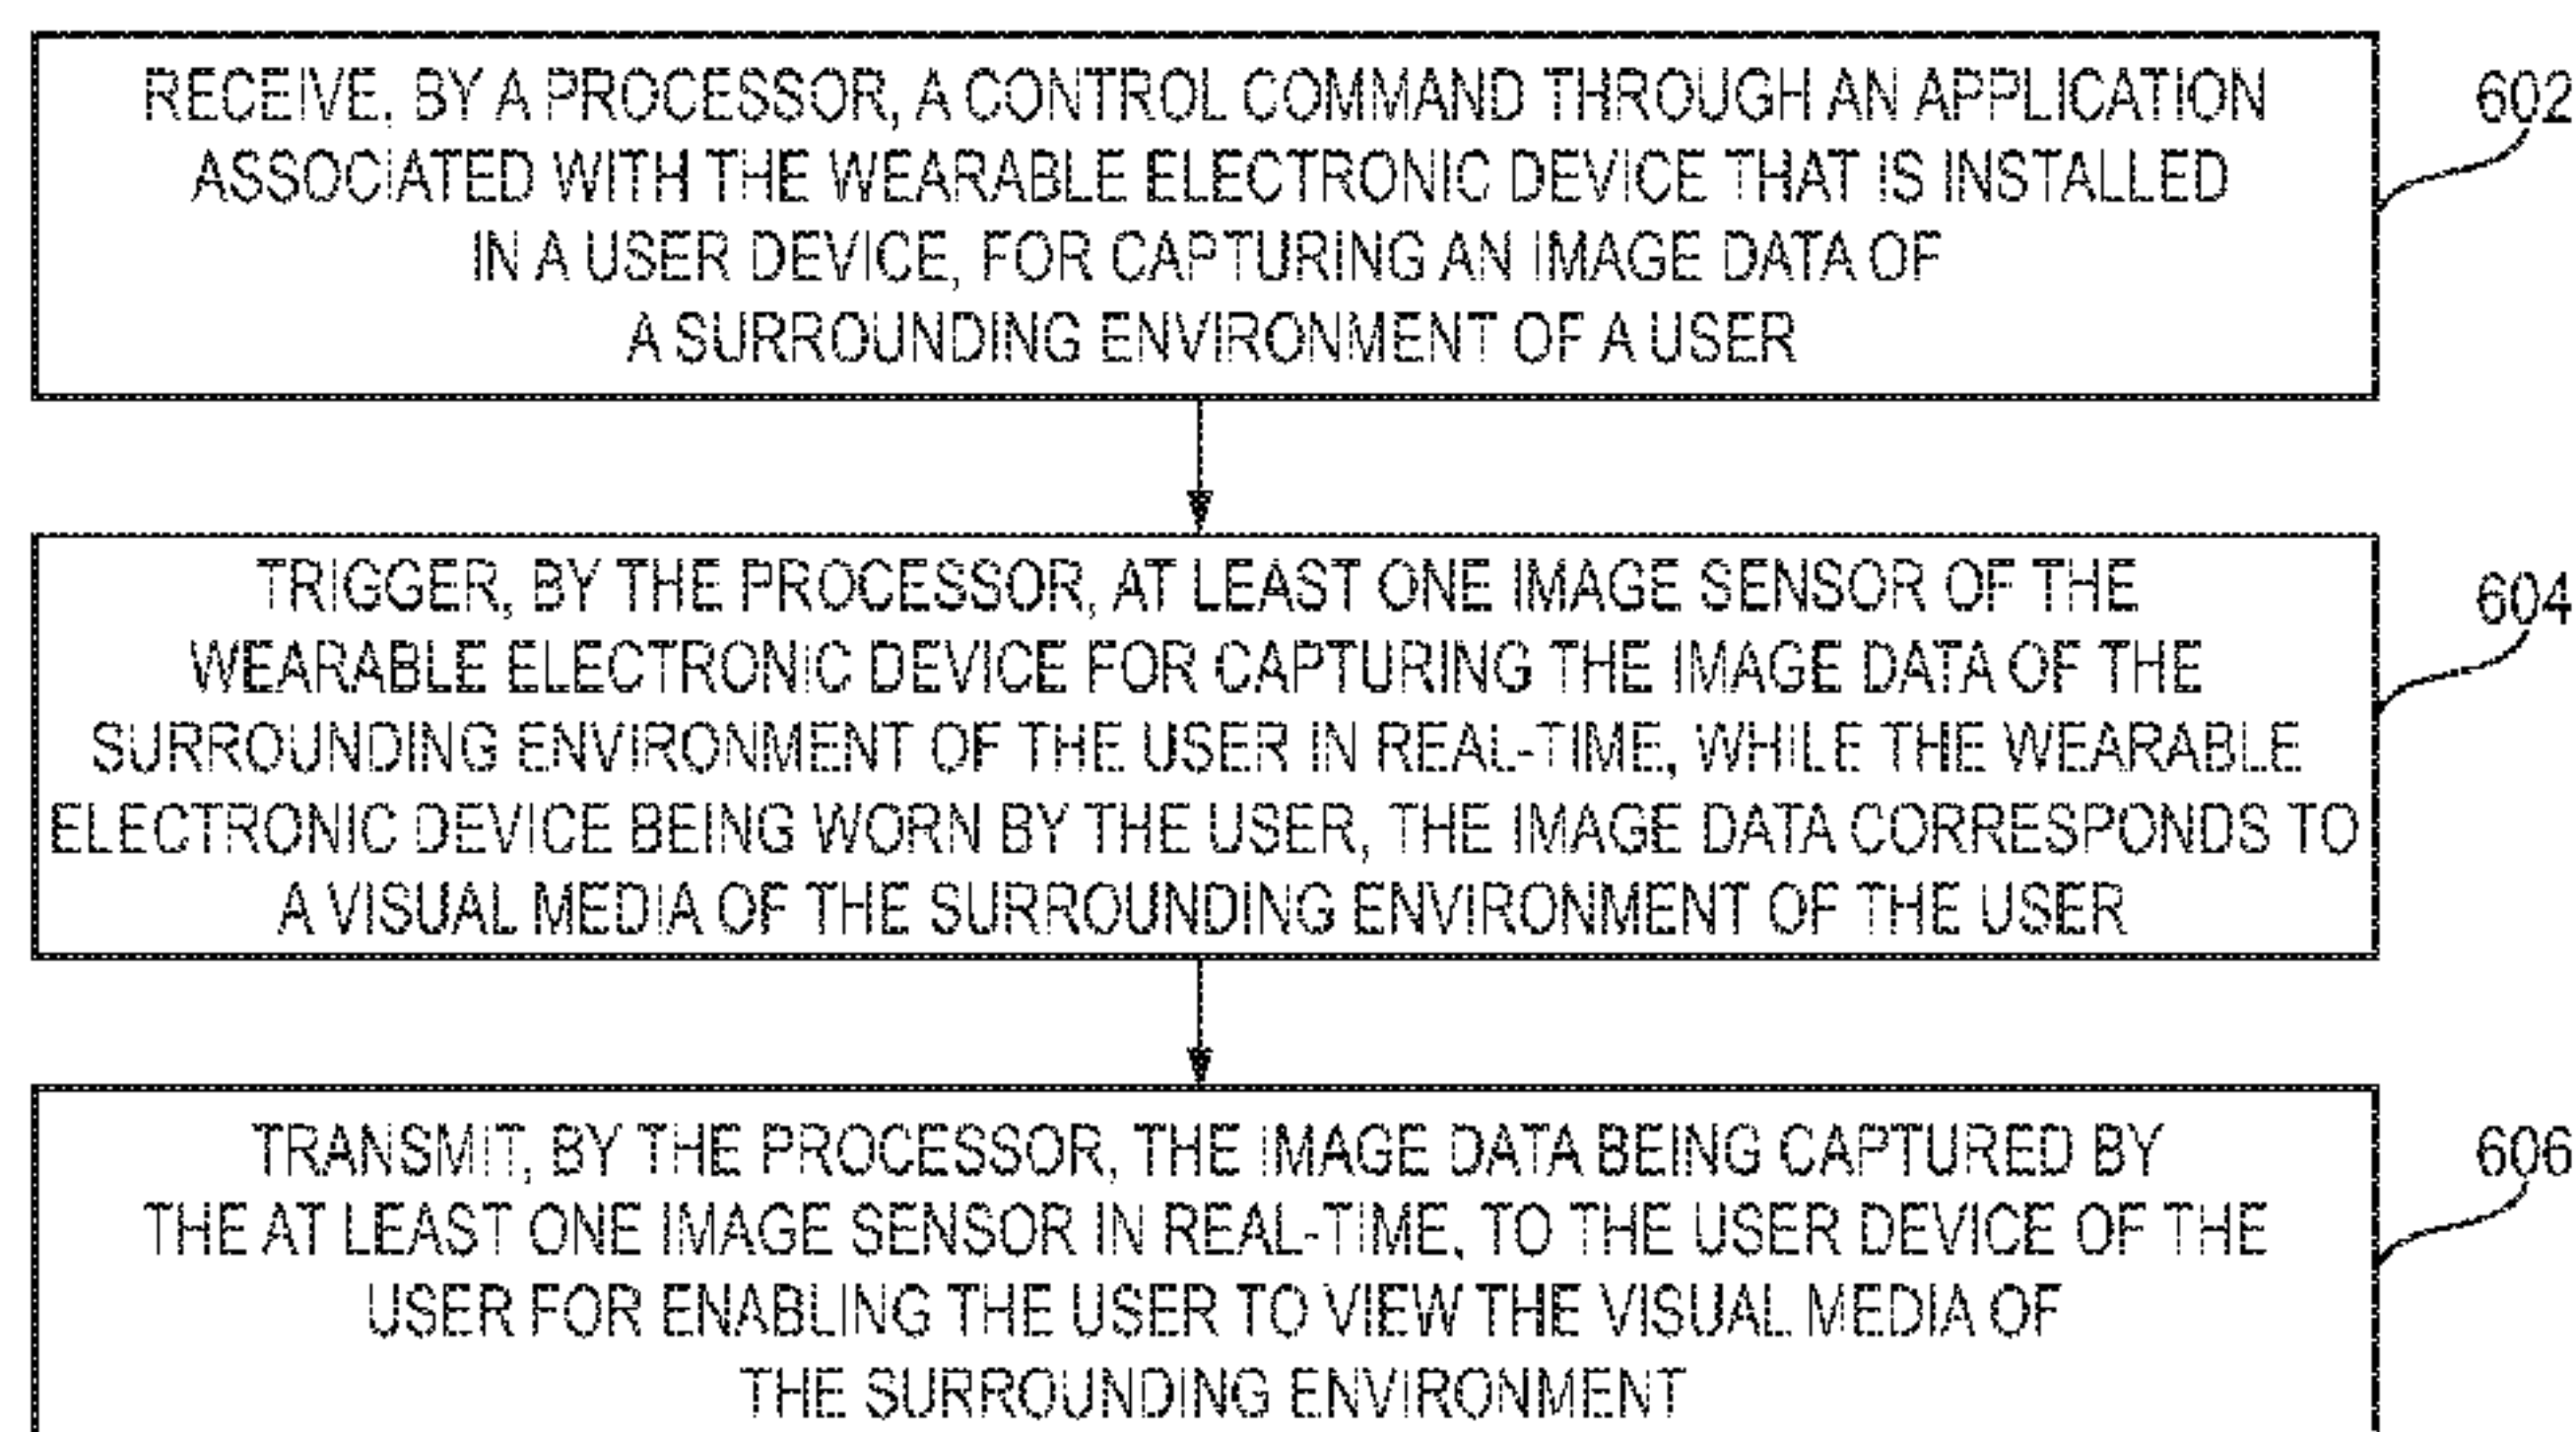 RECEIVE, BY A PROCESSOR, A CONTROL COMMAND THROUGH AN APPLICATION
ASSOCIATED WITH THE WEARABLE ELECTRONIC DEVICE THAT IS INSTALLED
IN A USER DEVICE, FOR CAPTURING AN IMAGE DATA OF
A SURROUNDING ENVIRONMENT OF A USER
602
TRIGGER, BY THE PROCESSOR, AT LEAST ONE IMAGE SENSOR OF THE
WEARABLE ELECTRONIC DEVICE FOR CAPTURING THE IMAGE DATA OF THE
SURROUNDING ENVIRONMENT OF THE USER IN REAL-TIME, WHILE THE WEARABLE
ELECTRONIC DEVICE BEING WORN BY THE USER, THE IMAGE DATA CORRESPONDS TO
A VISUAL MEDIA OF THE SURROUNDING ENVIRONMENT OF THE USER
604
TRANSMIT, BY THE PROCESSOR, THE IMAGE DATA BEING CAPTURED BY
THE AT LEAST ONE IMAGE SENSOR IN REAL-TIME, TO THE USER DEVICE OF THE
USER FOR ENABLING THE USER TO VIEW THE VISUAL MEDIA OF
THE SURROUNDING ENVIRONMENT
606